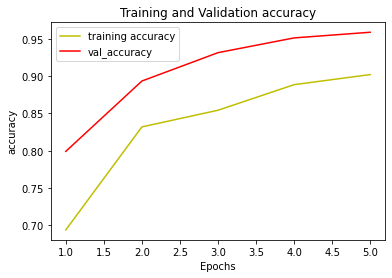 Training and Validation accuracy
training accuracy
val_accuracy
0.95
0.90
0.85
0.80
0.75
0.70
accuracy
1.0 1.5 2.0 2.5 3.0 3.5 4.0 4.5 5.0
Epochs